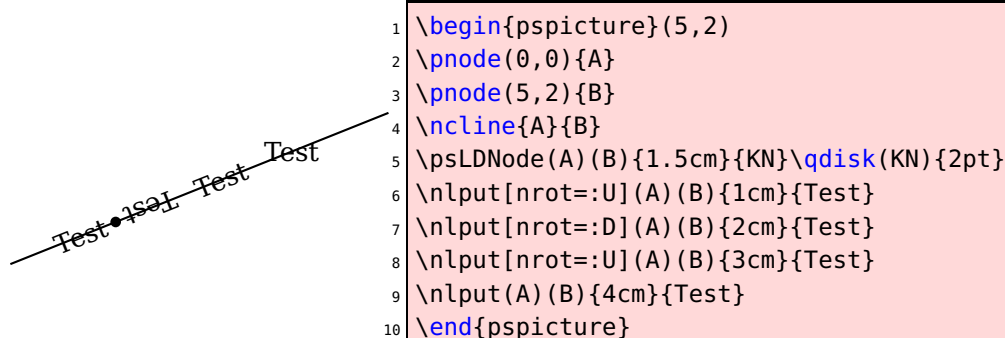 Test Test Test Test
1 \begin{pspicture}(5,2)
2 \pnode(0,0){A}
3 \pnode(5,2){B}
4 \ncline{A}{B}
5 \psLDNode(A)(B){1.5cm}{KN}\qdisk(KN){2pt}
6 \nlput[nrot=:U](A)(B){1cm}{Test}
7 \nlput[nrot=:D](A)(B){2cm}{Test}
8 \nlput[nrot=:U](A)(B){3cm}{Test}
9 \nlput(A)(B){4cm}{Test}
10 \end{pspicture}